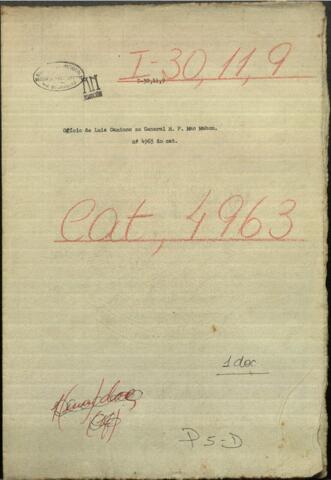 I-30,11,9
I-30,11,9
Ofício de Luis Caminos ao General M. F. Mac Mahon.
nº 4963 do cat.
Cat, 4963
1 doc
P5-D